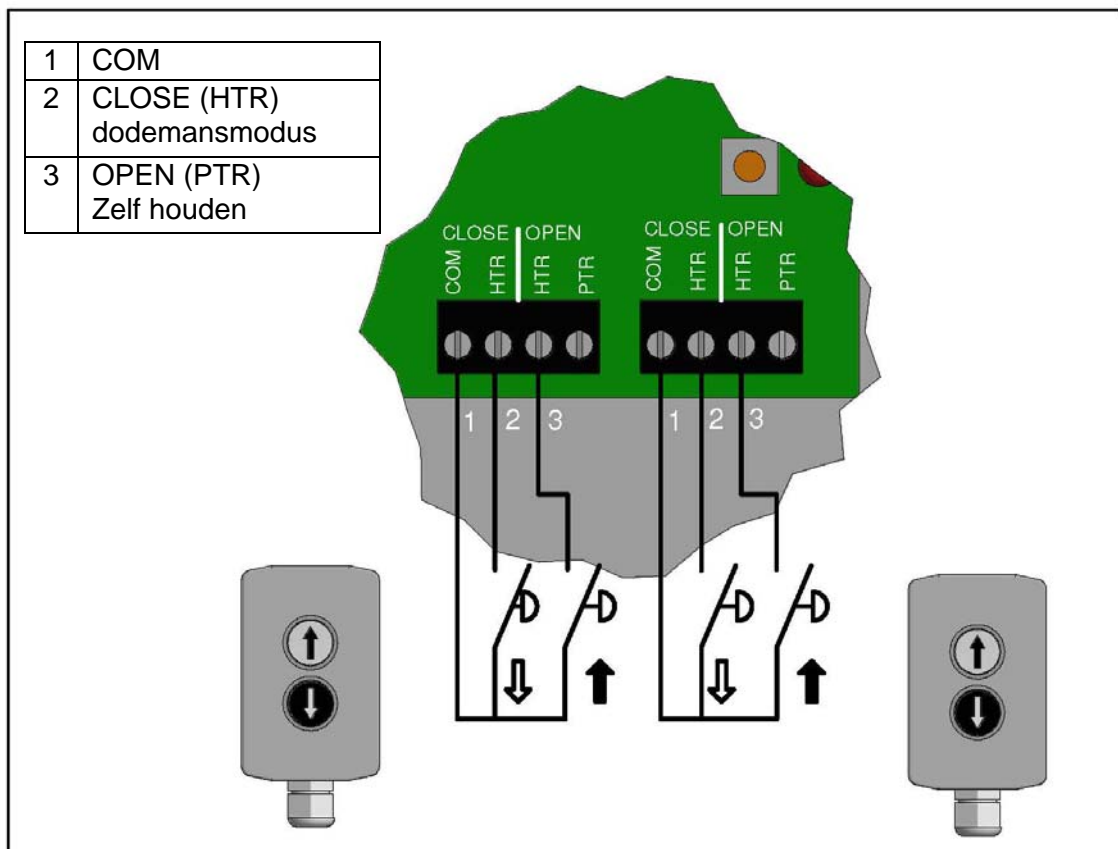 1 COM
2 CLOSE (HTR)
dodemansmodus
3 OPEN (PTR)
Zelf houden
CLOSE OPEN
COM HTR HTR PTR
CLOSE OPEN
COM HTR HTR PTR
1 2 3
1 2 3